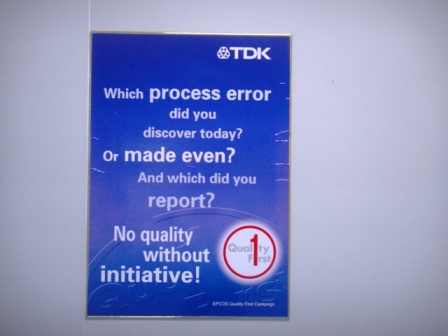 TDK
Which process error
did you
discover today?
Or made even?
And which did you
report?
No quality
without
initiative!
1
Quality
First
EPCOS Quality First Campaign